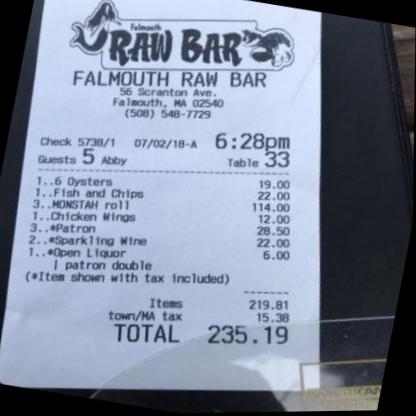 Falmouth
RAW BAR
FALMOUTH RAW BAR
56 Scranton Ave.
Falmouth, MA 02540
(508) 548-7729
Check 5738/1 07/02/18-A 6:28pm
Guests 5 Abby Table 33
1..6 Oysters 19.00
1..Fish and Chips 22.00
3..MONSTAH roll 114.00
1..Chicken Wings 12.00
3..*Patron 28.50
2..*Sparkling Wine 22.00
1..*Open Liquor 6.00
| patron double
(*Item shown with tax included)
Items 219.81
town/MA tax 15.38
TOTAL 235.19
AMERICAN